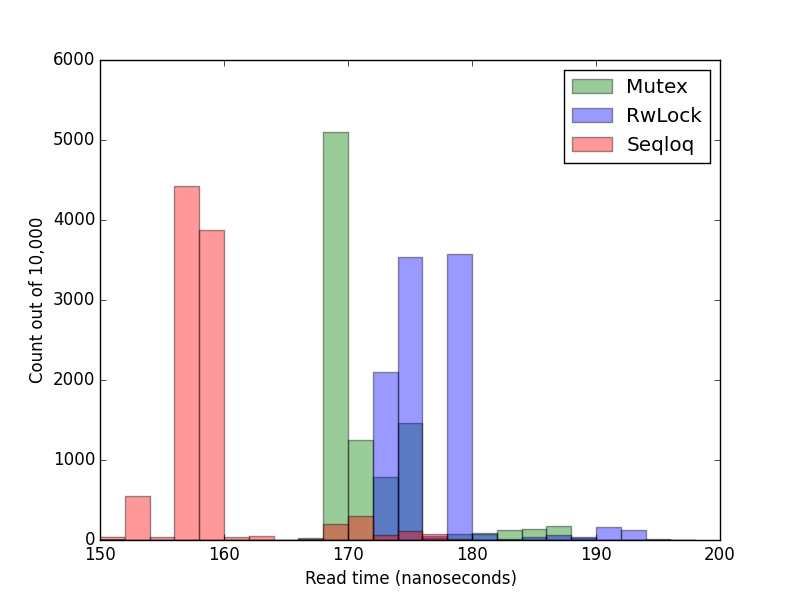 6000
5000
4000
3000
2000
1000
0
Count out of 10,000
Mutex
RwLock
Seqloq
150 160 170 180 190 200
Read time (nanoseconds)